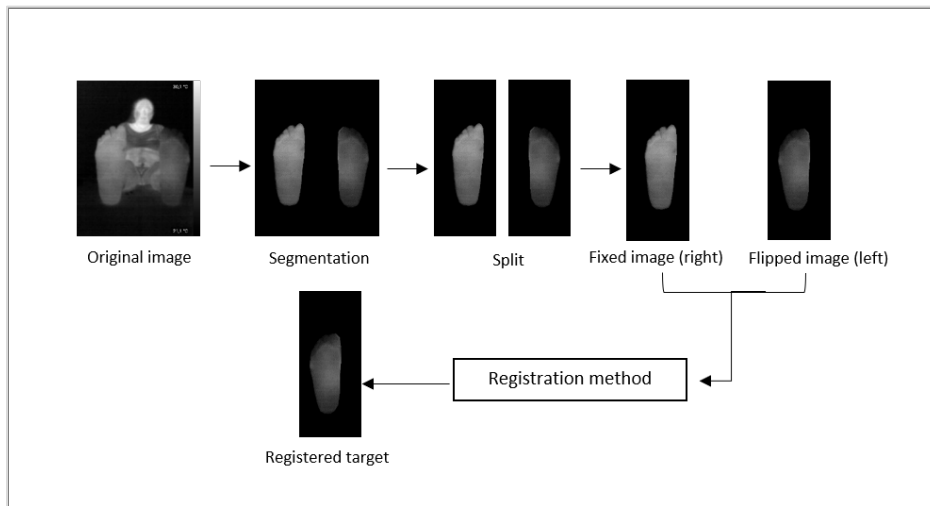 Original image
Segmentation
Split
Fixed image (right)
Flipped image (left)
Registration method
Registered target